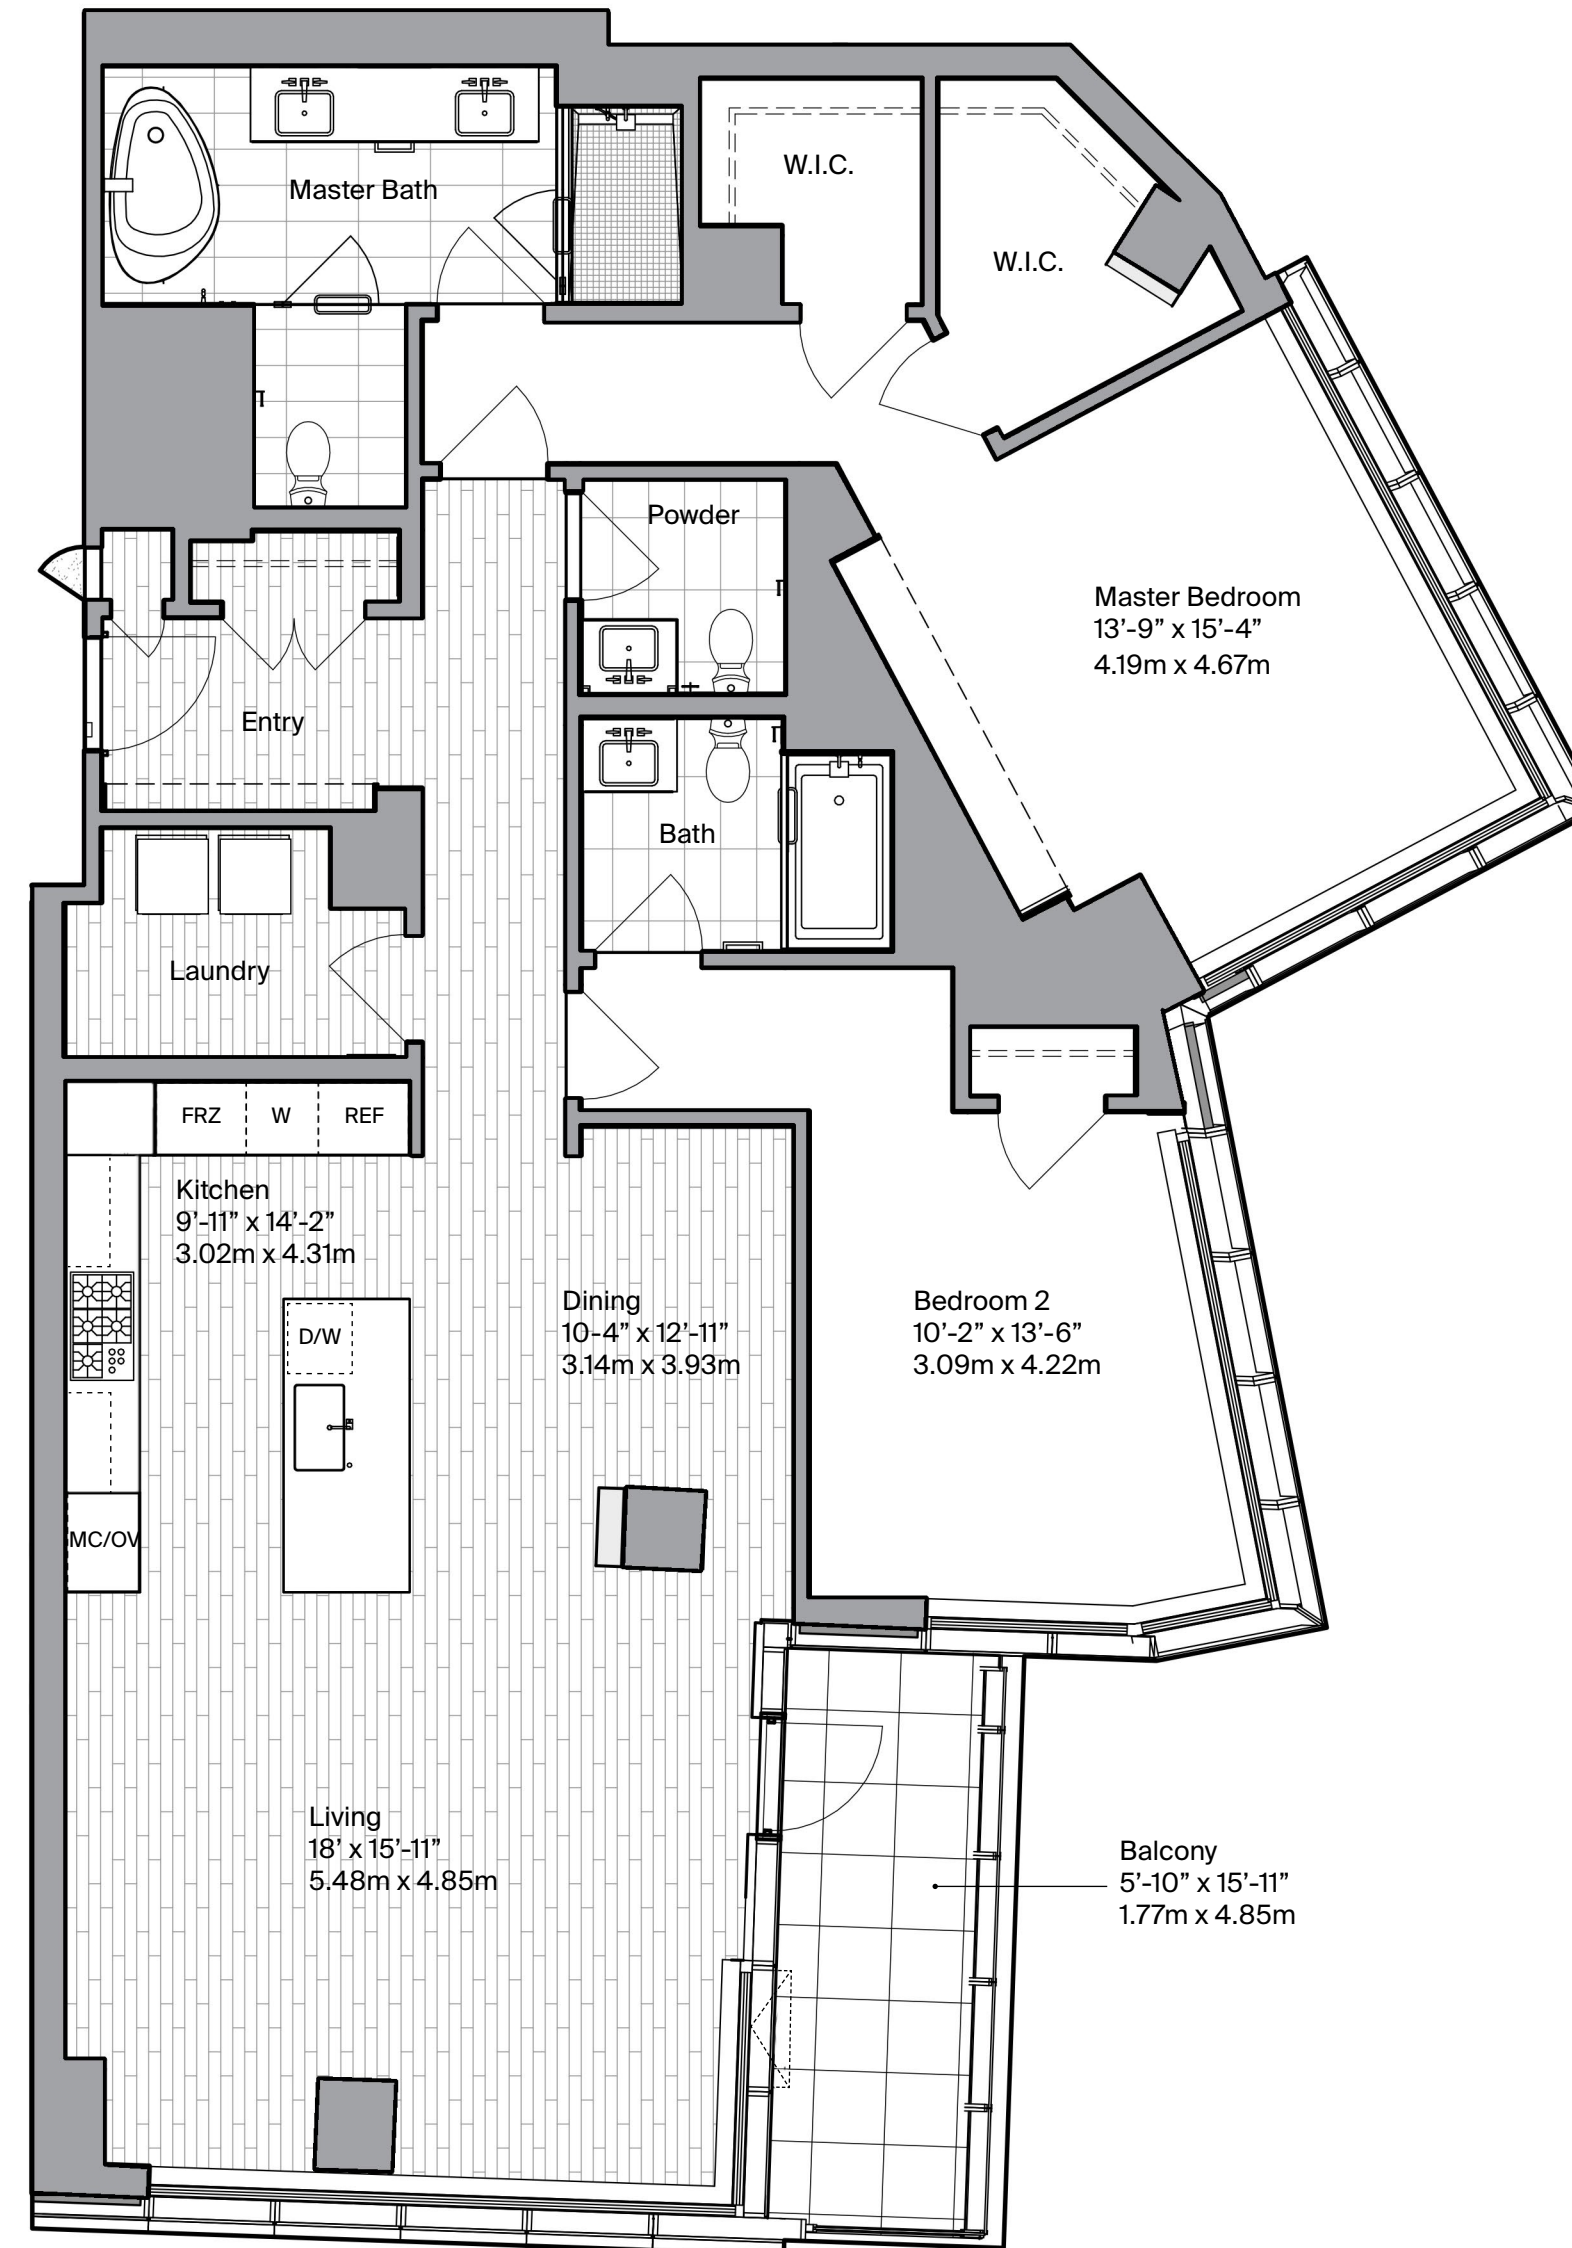 Master Bath
W.I.C.
W.I.C.
Powder
Master Bedroom
13’-9” x 15’-4”
4.19m x 4.67m
Entry
Bath
Laundry
FRZ
W
REF
Kitchen
9’-11” x 14’-2”
3.02m x 4.31m
D/W
Dining
10-4” x 12’-11”
3.14m x 3.93m
Bedroom 2
10’-2” x 13’-6”
3.09m x 4.22m
MC/OV
Living
18’ x 15’-11”
5.48m x 4.85m
Balcony
5’-10” x 15’-11”
1.77m x 4.85m